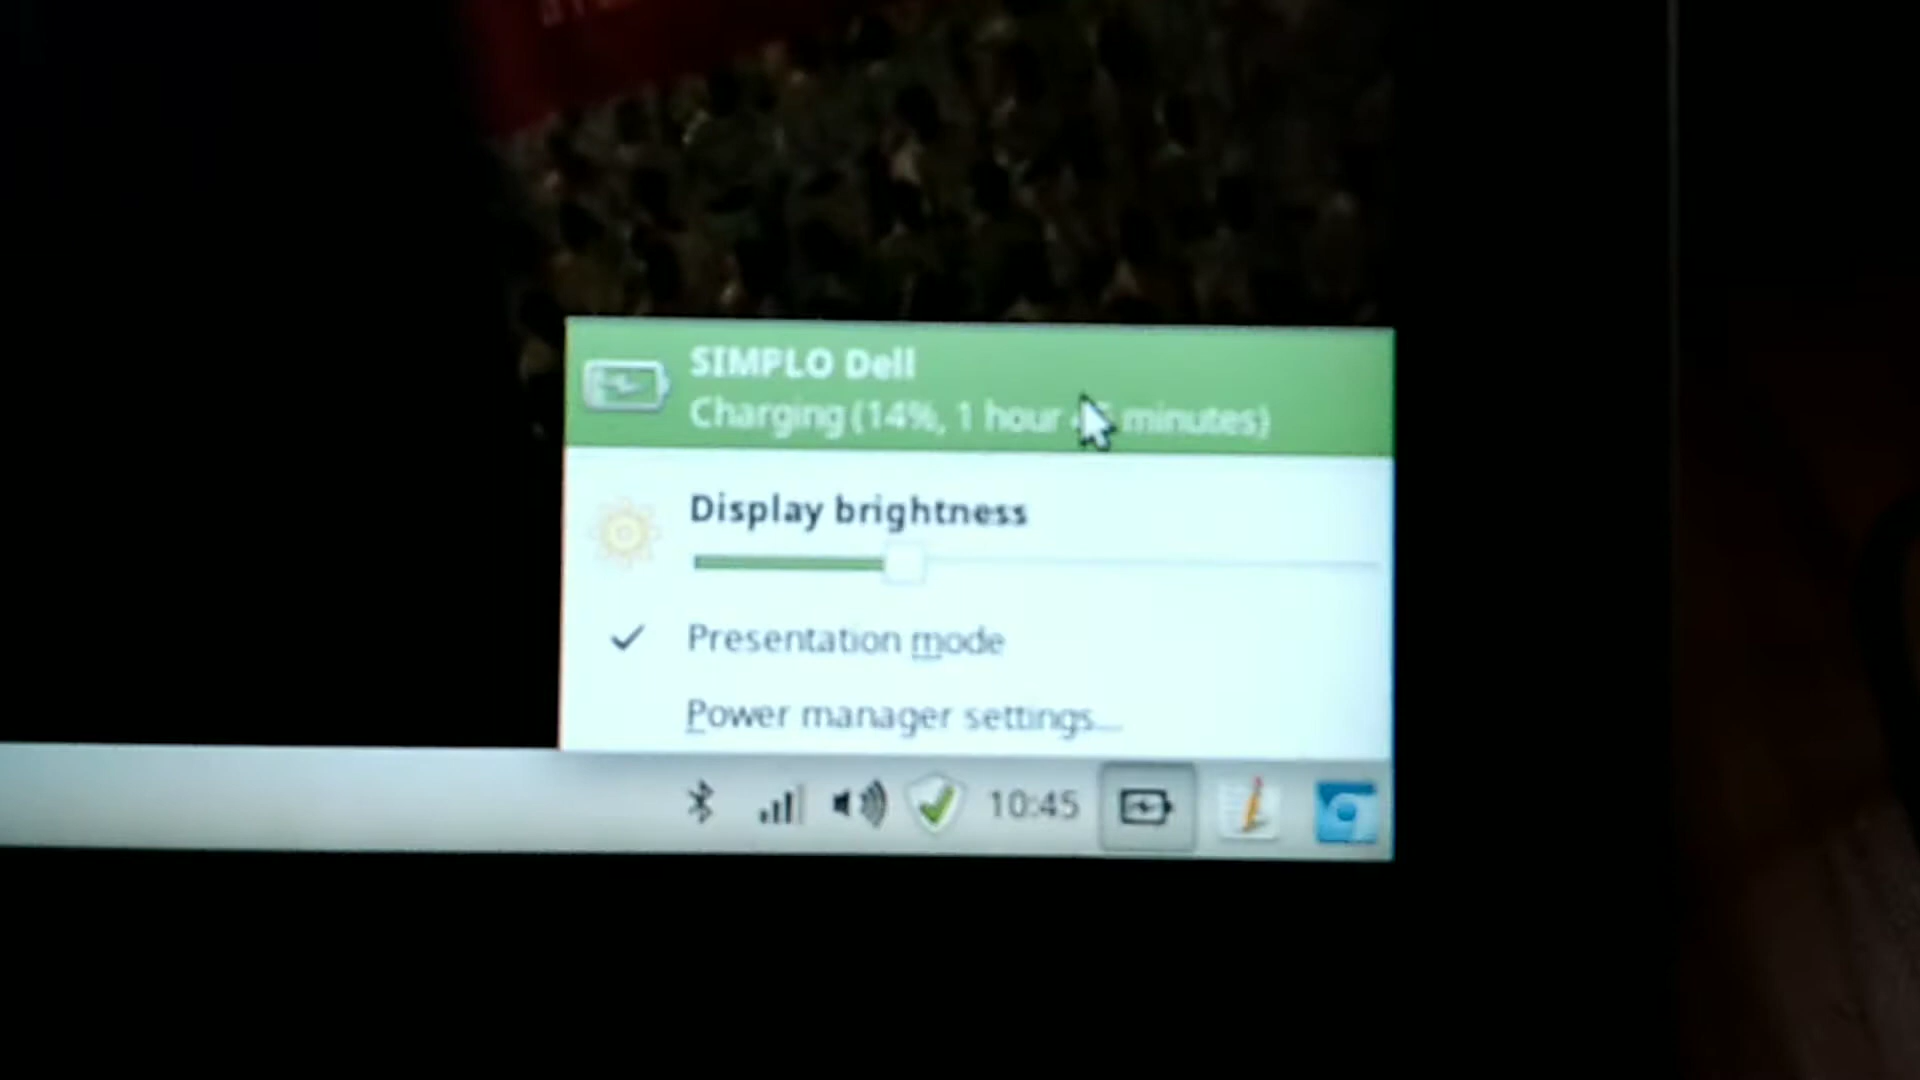 SIMPLO Dell
Charging (14%, 1 hour minutes)
Display brightness
Presentation mode
Power manager settings...
10:45